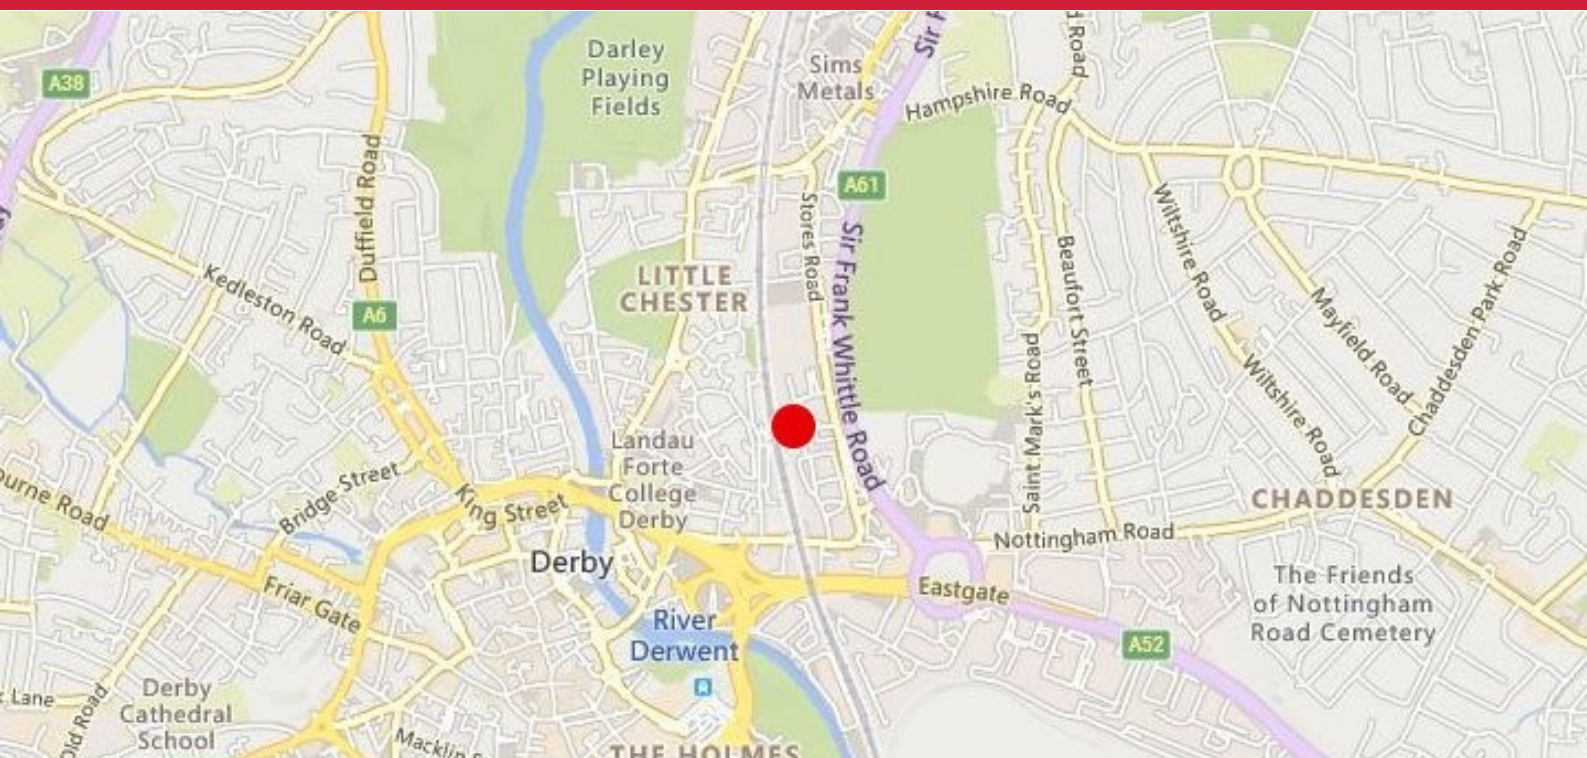 Darley
Playing
Fields
Sims
Metals
Sir F
d Road
A38
Hampshire Road
Duffield Road
A61
Stores Road
Sir Frank Whittle Road
Wiltshire Road
Beaufort Street
Chaddesden Park Road
LITTLE
CHESTER
Kedleston Road
A6
Mayfield Road
Saint Mark's Road
Wiltshire Road
Landau
Forte
College
Derby
Bridge Street
King Street
ourne Road
CHADDESDEN
Nottingham Road
Derby
Friar Gate
Eastgate
The Friends
of Nottingham
Road Cemetery
River
Derwent
A52
Lane
Old Road
Derby
Cathedral
School
Macklin S
THE HOLMES